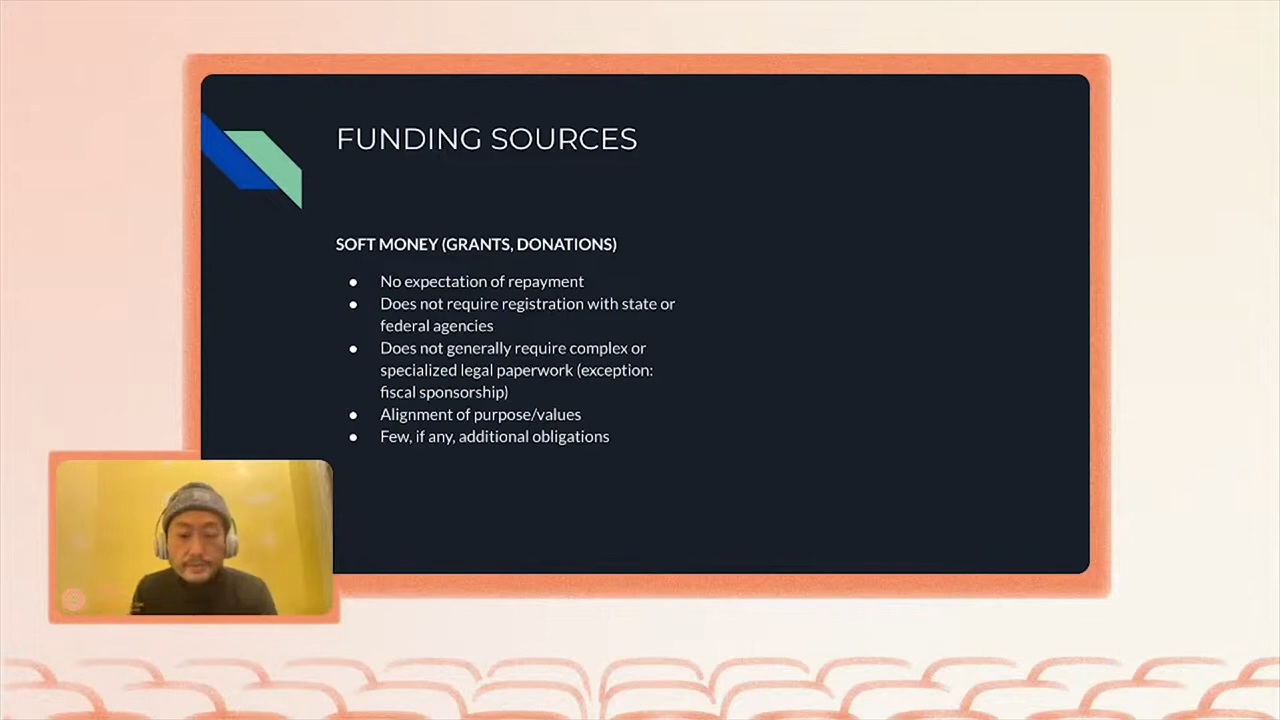 FUNDING SOURCES
SOFT MONEY (GRANTS, DONATIONS)
● No expectation of repayment
● Does not require registration with state or
federal agencies
● Does not generally require complex or
specialized legal paperwork (exception:
fiscal sponsorship)
● Alignment of purpose/values
● Few, if any, additional obligations